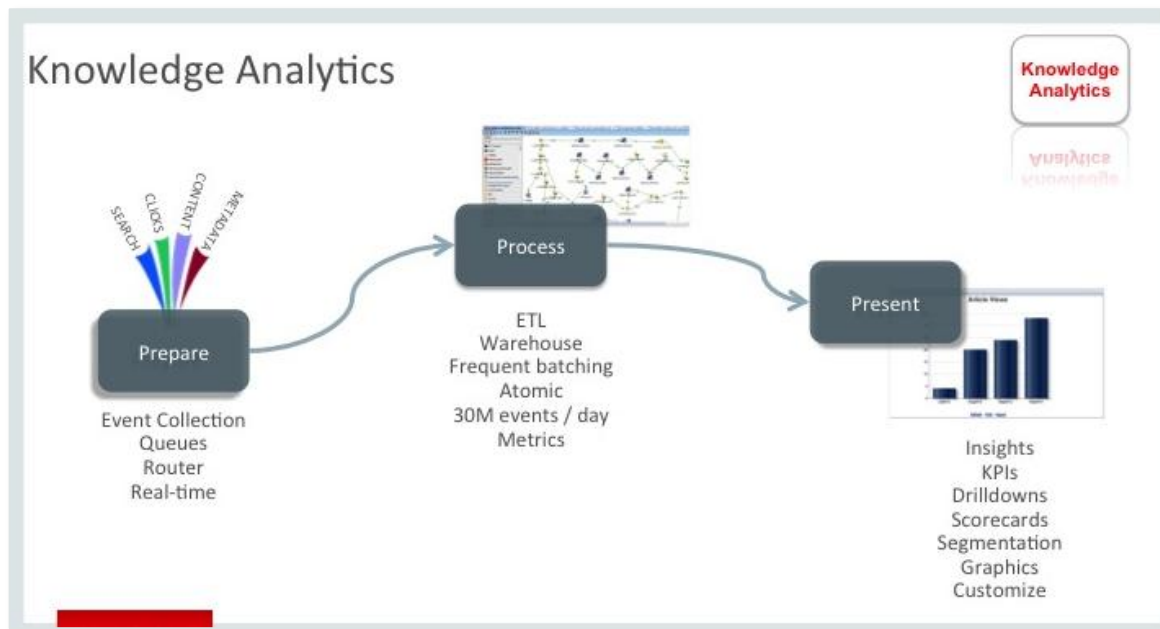 Knowledge Analytics
Knowledge
Analytics
SEARCH
CLICKS
CONTENT
METADATA
Prepare
Event Collection
Queues
Router
Real-time
Process
ETL
Warehouse
Frequent batching
Atomic
30M events / day
Metrics
Present
Article Views
Insights
KPIs
Drilldowns
Scorecards
Segmentation
Graphics
Customize